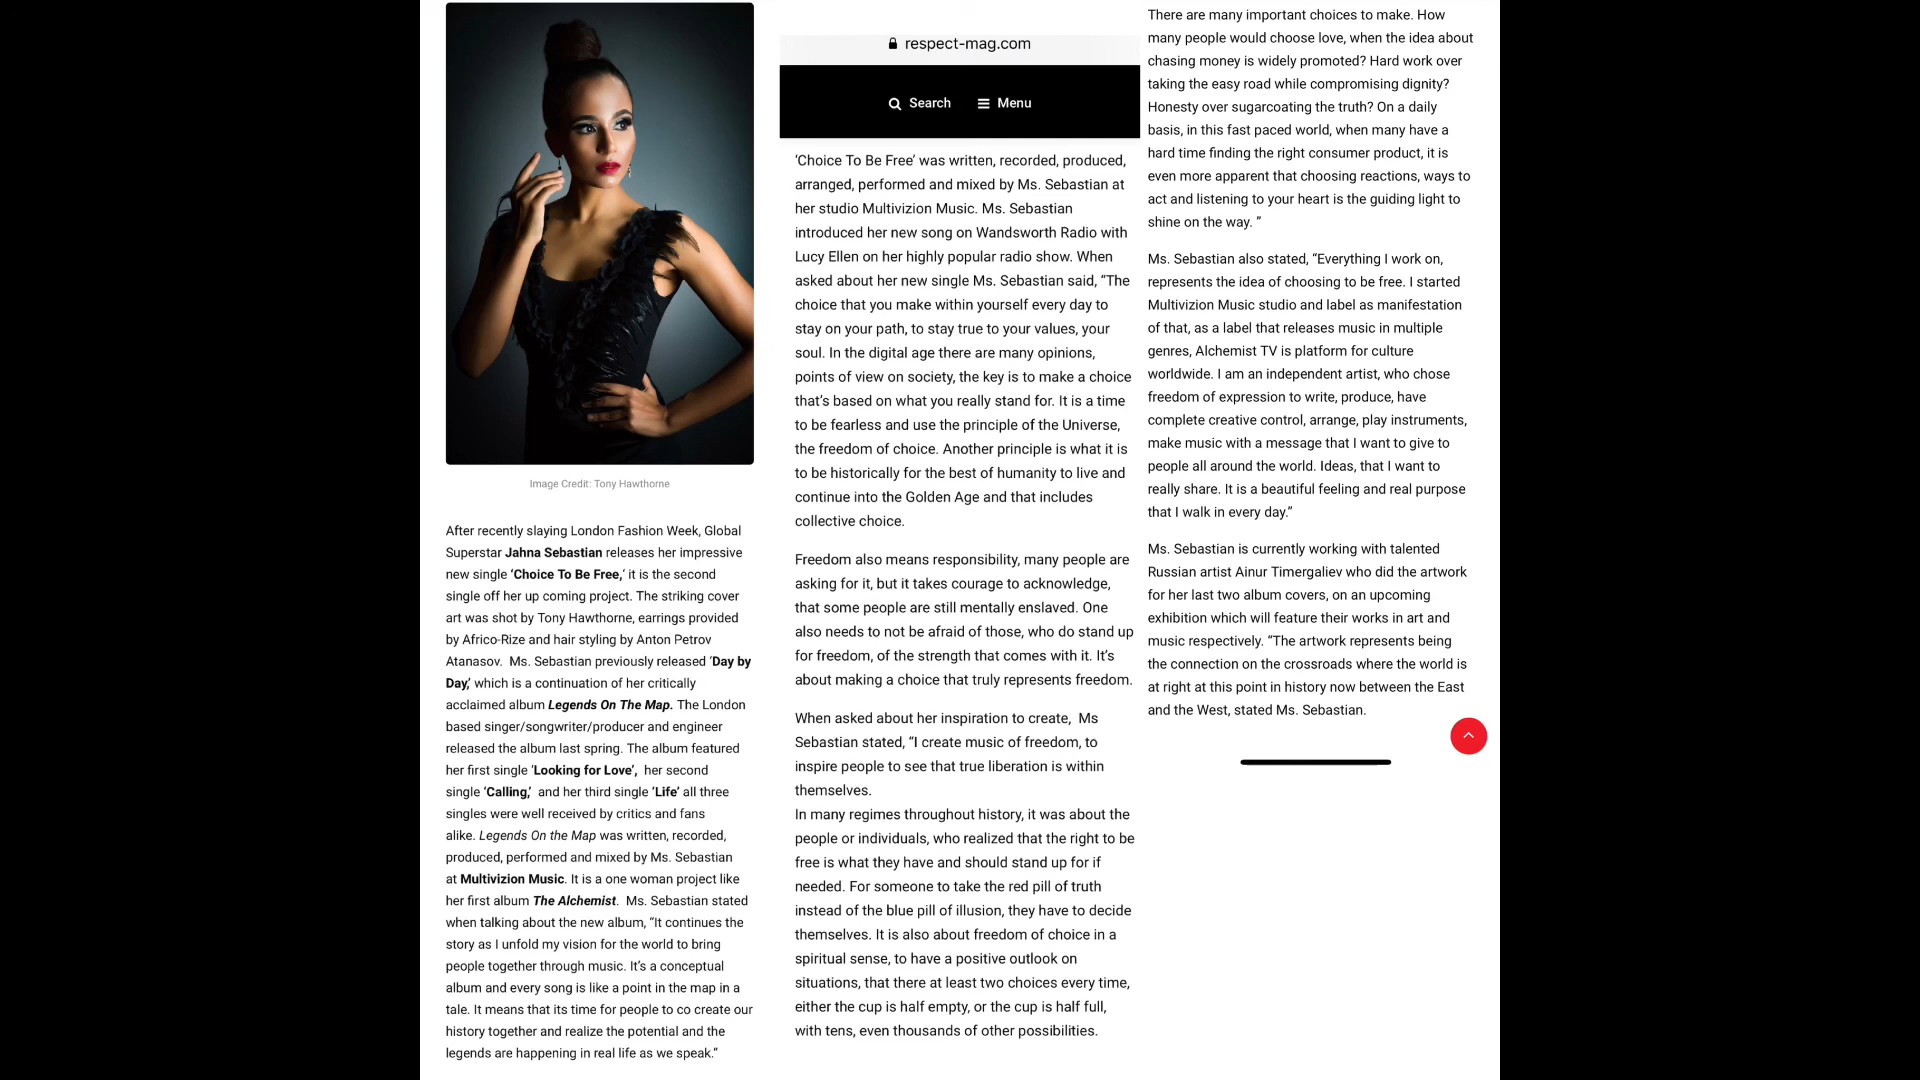 Image Credit: Tony Hawthorne
After recently slaying London Fashion Week, Global
Superstar Jahna Sebastian releases her impressive
new single ‘Choice To Be Free,‘ it is the second
single off her up coming project. The striking cover
art was shot by Tony Hawthorne, earrings provided
by Africo-Rize and hair styling by Anton Petrov
Atanasov.  Ms. Sebastian previously released ‘Day by
Day,’ which is a continuation of her critically
acclaimed album Legends On The Map. The London
based singer/songwriter/producer and engineer
released the album last spring. The album featured
her first single ‘Looking for Love’,  her second
single ‘Calling,’  and her third single ‘Life’ all three
singles were well received by critics and fans
alike. Legends On the Map was written, recorded,
produced, performed and mixed by Ms. Sebastian
at Multivizion Music. It is a one woman project like
her first album The Alchemist.  Ms. Sebastian stated
when talking about the new album, “It continues the
story as I unfold my vision for the world to bring
people together through music. It’s a conceptual
album and every song is like a point in the map in a
tale. It means that its time for people to co create our
history together and realize the potential and the
legends are happening in real life as we speak.”
respect-mag.com
Search Menu
‘Choice To Be Free’ was written, recorded, produced,
arranged, performed and mixed by Ms. Sebastian at
her studio Multivizion Music. Ms. Sebastian
introduced her new song on Wandsworth Radio with
Lucy Ellen on her highly popular radio show. When
asked about her new single Ms. Sebastian said, “The
choice that you make within yourself every day to
stay on your path, to stay true to your values, your
soul. In the digital age there are many opinions,
points of view on society, the key is to make a choice
that’s based on what you really stand for. It is a time
to be fearless and use the principle of the Universe,
the freedom of choice. Another principle is what it is
to be historically for the best of humanity to live and
continue into the Golden Age and that includes
collective choice.
Freedom also means responsibility, many people are
asking for it, but it takes courage to acknowledge,
that some people are still mentally enslaved. One
also needs to not be afraid of those, who do stand up
for freedom, of the strength that comes with it. It’s
about making a choice that truly represents freedom.
When asked about her inspiration to create,  Ms
Sebastian stated, “I create music of freedom, to
inspire people to see that true liberation is within
themselves.
In many regimes throughout history, it was about the
people or individuals, who realized that the right to be
free is what they have and should stand up for if
needed. For someone to take the red pill of truth
instead of the blue pill of illusion, they have to decide
themselves. It is also about freedom of choice in a
spiritual sense, to have a positive outlook on
situations, that there at least two choices every time,
either the cup is half empty, or the cup is half full,
with tens, even thousands of other possibilities.
There are many important choices to make. How
many people would choose love, when the idea about
chasing money is widely promoted? Hard work over
taking the easy road while compromising dignity?
Honesty over sugarcoating the truth? On a daily
basis, in this fast paced world, when many have a
hard time finding the right consumer product, it is
even more apparent that choosing reactions, ways to
act and listening to your heart is the guiding light to
shine on the way. ”
Ms. Sebastian also stated, “Everything I work on,
represents the idea of choosing to be free. I started
Multivizion Music studio and label as manifestation
of that, as a label that releases music in multiple
genres, Alchemist TV is platform for culture
worldwide. I am an independent artist, who chose
freedom of expression to write, produce, have
complete creative control, arrange, play instruments,
make music with a message that I want to give to
people all around the world. Ideas, that I want to
really share. It is a beautiful feeling and real purpose
that I walk in every day.”
Ms. Sebastian is currently working with talented
Russian artist Ainur Timergaliev who did the artwork
for her last two album covers, on an upcoming
exhibition which will feature their works in art and
music respectively. “The artwork represents being
the connection on the crossroads where the world is
at right at this point in history now between the East
and the West, stated Ms. Sebastian.